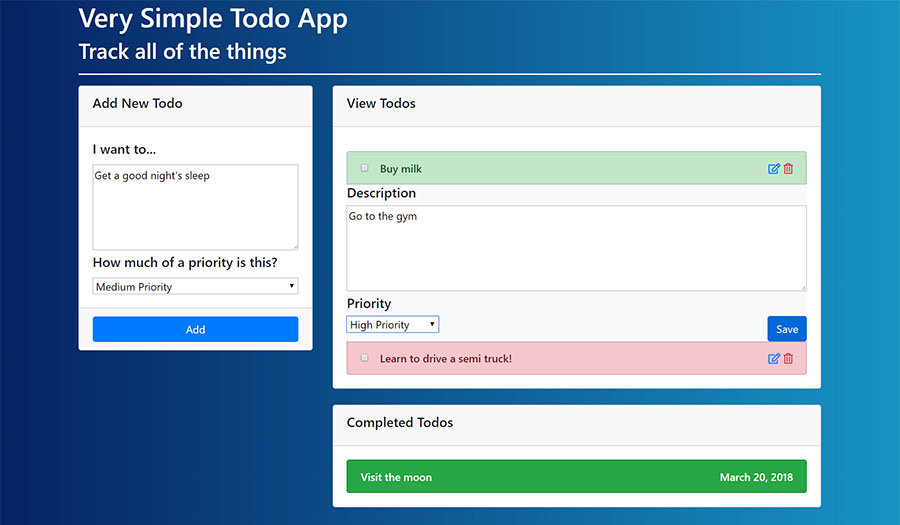 Very Simple Todo App
Track all of the things
Add New Todo
I want to...
Get a good night's sleep
How much of a priority is this?
Medium Priority
Add
View Todos
Buy milk
Description
Go to the gym
Priority
High Priority
Save
Learn to drive a semi truck!
Completed Todos
Visit the moon March 20, 2018